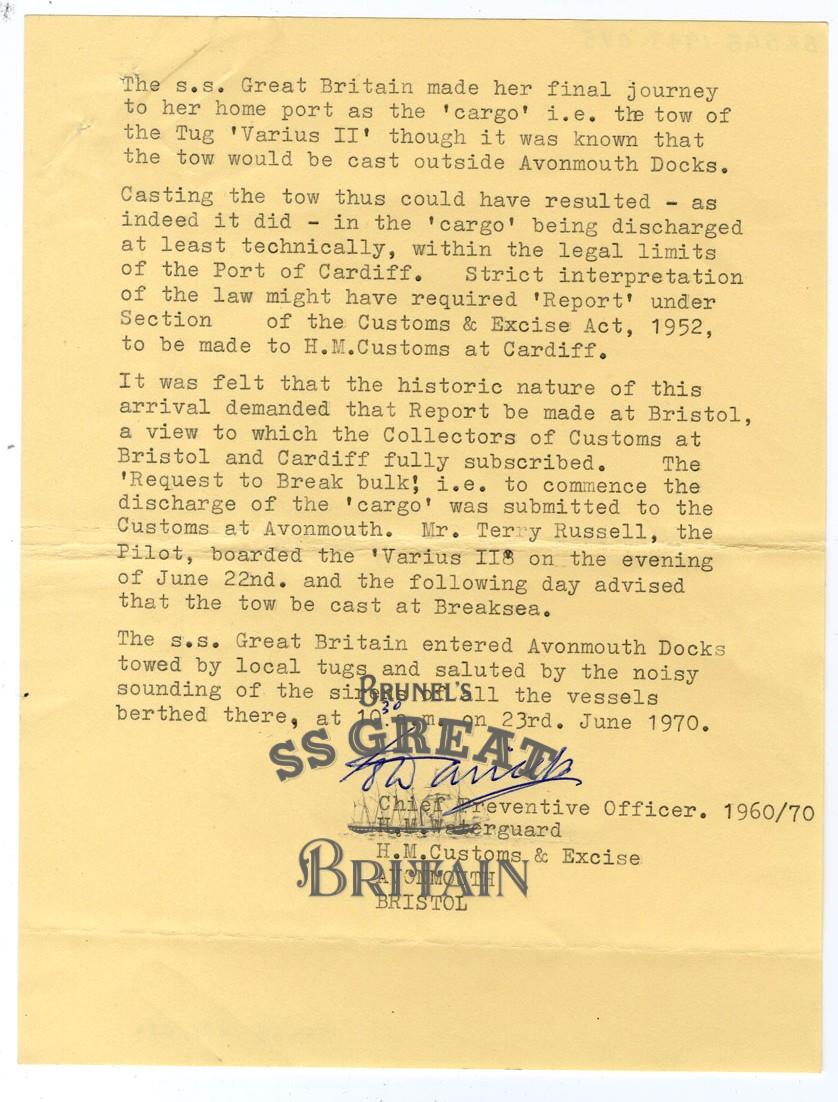 The s.s. Great Britain made her final journey
to her home port as the 'cargo' i.e. the tow of
the Tug 'Varius II' though it was known that
the tow would be cast outside Avonmouth Docks.
Casting the tow thus could have resulted - as
indeed it did - in the 'cargo' being discharged
at least technically, within the legal limits
of the Port of Cardiff. Strict interpretation
of the law might have required 'Report' under
Section of the Customs & Excise Act, 1952,
to be made to H.M.Customs at Cardiff.
It was felt that the historic nature of this
arrival demanded that Report be made at Bristol,
a view to which the Collectors of Customs at
Bristol and Cardiff fully subscribed. The
'Request to Break bulk' i.e. to commence the
discharge of the 'cargo' was submitted to the
Customs at Avonmouth. Mr. Terry Russell, the
Pilot, boarded the 'Varius II' on the evening
of June 22nd. and the following day advised
that the tow be cast at Breaksea.
The s.s. Great Britain entered Avonmouth Docks
towed by local tugs and saluted by the noisy
sounding of the sirens of all the vessels
berthed there, at 10.30 p.m. on 23rd. June 1970.
BRUNEL'S
SS GREAT
BRITAIN
Chief Preventive Officer. 1960/70
H.M.Waterguard
H.M.Customs & Excise
AVONMOUTH
BRISTOL